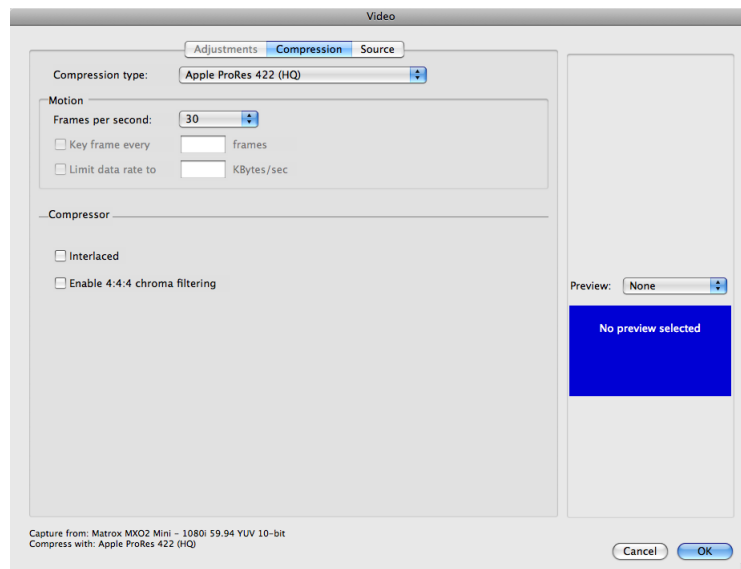 Video
Adjustments Compression Source
Compression type: Apple ProRes 422 (HQ)
Motion
Frames per second: 30
Key frame every frames
Limit data rate to KBytes/sec
Compressor
Interlaced
Enable 4:4:4 chroma filtering
Preview: None
No preview selected
Capture from: Matrox MXO2 Mini - 1080i 59.94 YUV 10-bit
Compress with: Apple ProRes 422 (HQ)
Cancel OK